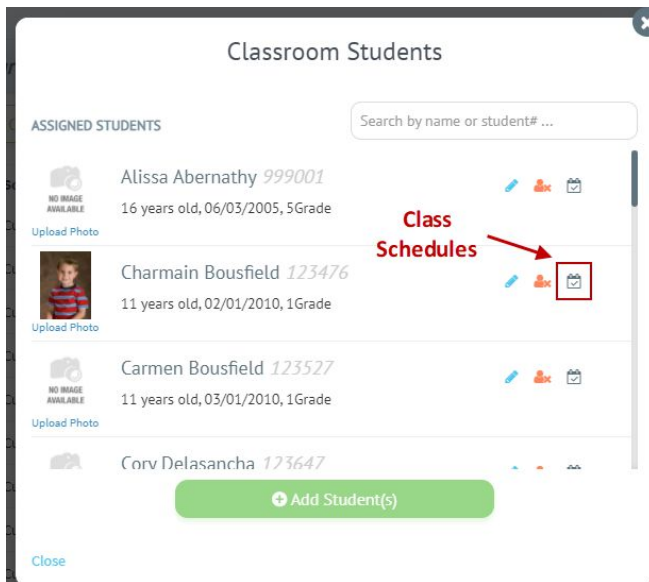 Classroom Students
ASSIGNED STUDENTS
Search by name or student# ...
NO IMAGE
AVAILABLE
Upload Photo
Alissa Abernathy 999001
16 years old, 06/03/2005, 5Grade
Class
Schedules
Upload Photo
Charmain Bousfield 123476
11 years old, 02/01/2010, 1Grade
NO IMAGE
AVAILABLE
Upload Photo
Carmen Bousfield 123527
11 years old, 03/01/2010, 1Grade
Cory Delasancha 123647
Add Student(s)
Close